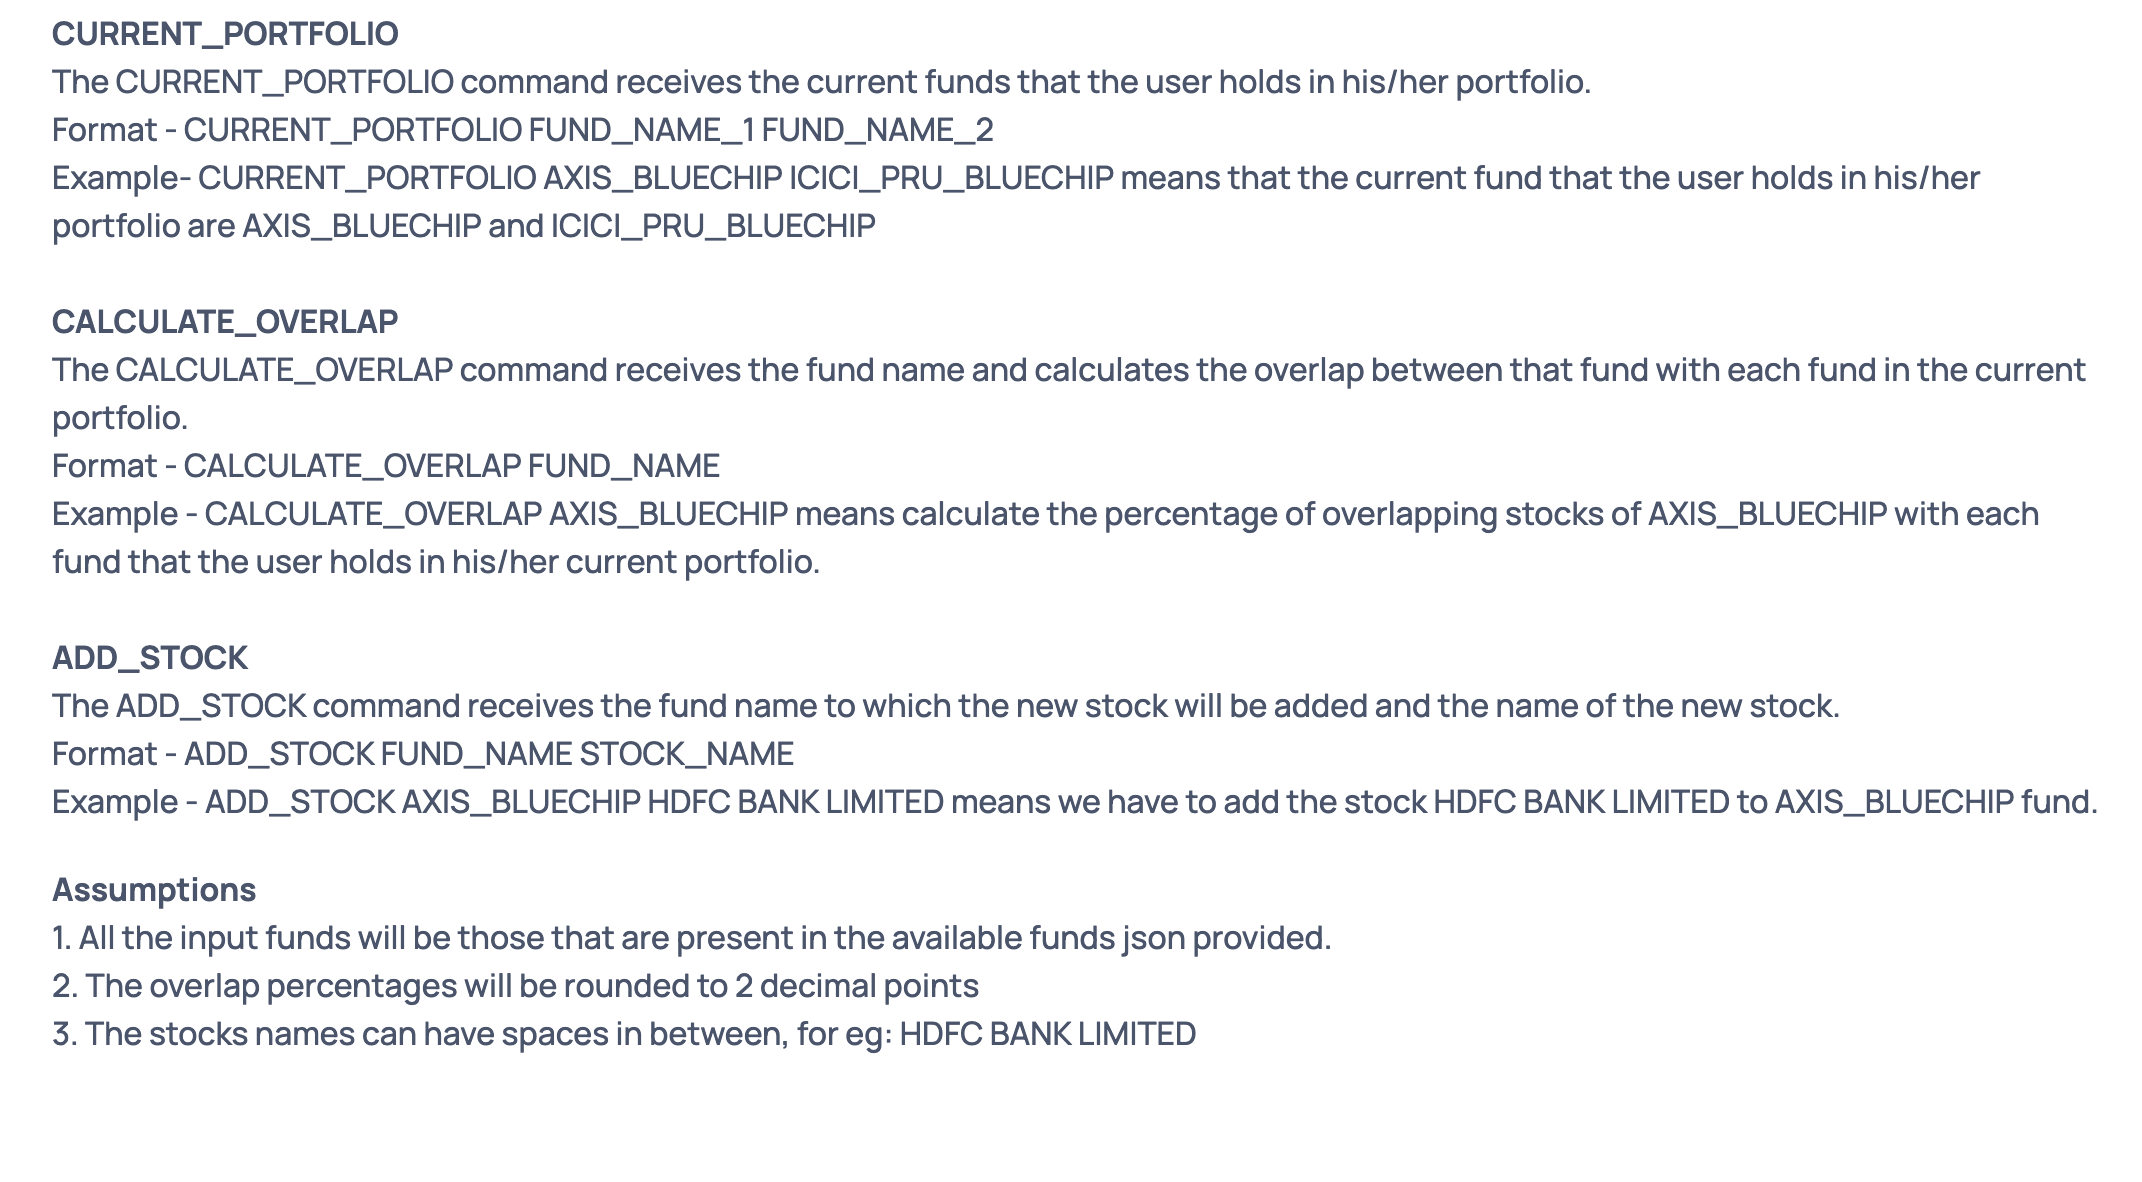 CURRENT_PORTFOLIO
The CURRENT_PORTFOLIO command receives the current funds that the user holds in his/her portfolio.
Format - CURRENT_PORTFOLIO FUND_NAME_1 FUND_NAME_2
Example- CURRENT_PORTFOLIO AXIS_BLUECHIP ICICI_PRU_BLUECHIP means that the current fund that the user holds in his/her
portfolio are AXIS_BLUECHIP and ICICI_PRU_BLUECHIP
CALCULATE_OVERLAP
The CALCULATE_OVERLAP command receives the fund name and calculates the overlap between that fund with each fund in the current
portfolio.
Format - CALCULATE_OVERLAP FUND_NAME
Example - CALCULATE_OVERLAP AXIS_BLUECHIP means calculate the percentage of overlapping stocks of AXIS_BLUECHIP with each
fund that the user holds in his/her current portfolio.
ADD_STOCK
The ADD_STOCK command receives the fund name to which the new stock will be added and the name of the new stock.
Format - ADD_STOCK FUND_NAME STOCK_NAME
Example - ADD_STOCK AXIS_BLUECHIP HDFC BANK LIMITED means we have to add the stock HDFC BANK LIMITED to AXIS_BLUECHIP fund.
Assumptions
1. All the input funds will be those that are present in the available funds json provided.
2. The overlap percentages will be rounded to 2 decimal points
3. The stocks names can have spaces in between, for eg: HDFC BANK LIMITED